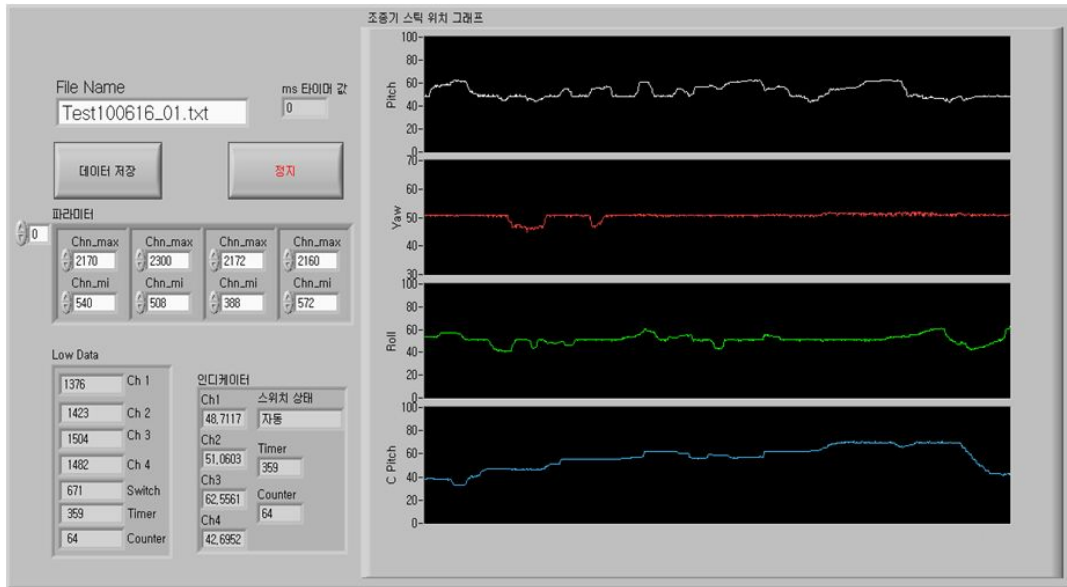 조종기 스틱 위치 그래프
File Name
ms 타이머 값
Test100616_01.txt
0
데이터 저장
정지
파라미터
0
Chn_max
Chn_max
Chn_max
Chn_max
2170
2300
2172
2160
Chn_mi
Chn_mi
Chn_mi
Chn_mi
540
508
388
572
Low Data
1376 Ch 1
1423 Ch 2
1504 Ch 3
1482 Ch 4
671 Switch
359 Timer
64 Counter
인디케이터
Ch1
스위치 상태
48,7117
자동
Ch2
51,0603
Timer
359
Ch3
62,5561
Counter
64
Ch4
42,6952
Pitch
100-
80-
60-
40-
20-
0-
Yaw
70-
60-
50-
40-
30-
Roll
100-
80-
60-
40-
20-
0-
C Pitch
100-
80-
60-
40-
20-
0-